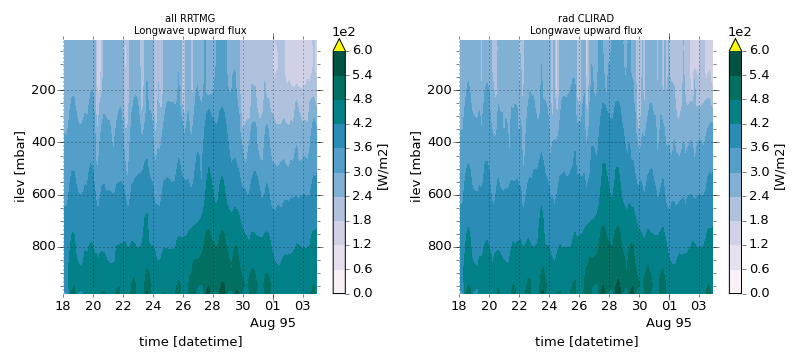 all RRTMG
Longwave upward flux
1e2
6.0
5.4
4.8
4.2
3.6
3.0
2.4
1.8
1.2
0.6
0.0
[W/m2]
ilev [mbar]
200
400
600
800
18 20 22 24 26 28 30 01 03
Aug 95
time [datetime]
rad CLIRAD
Longwave upward flux
1e2
6.0
5.4
4.8
4.2
3.6
3.0
2.4
1.8
1.2
0.6
0.0
[W/m2]
ilev [mbar]
200
400
600
800
18 20 22 24 26 28 30 01 03
Aug 95
time [datetime]